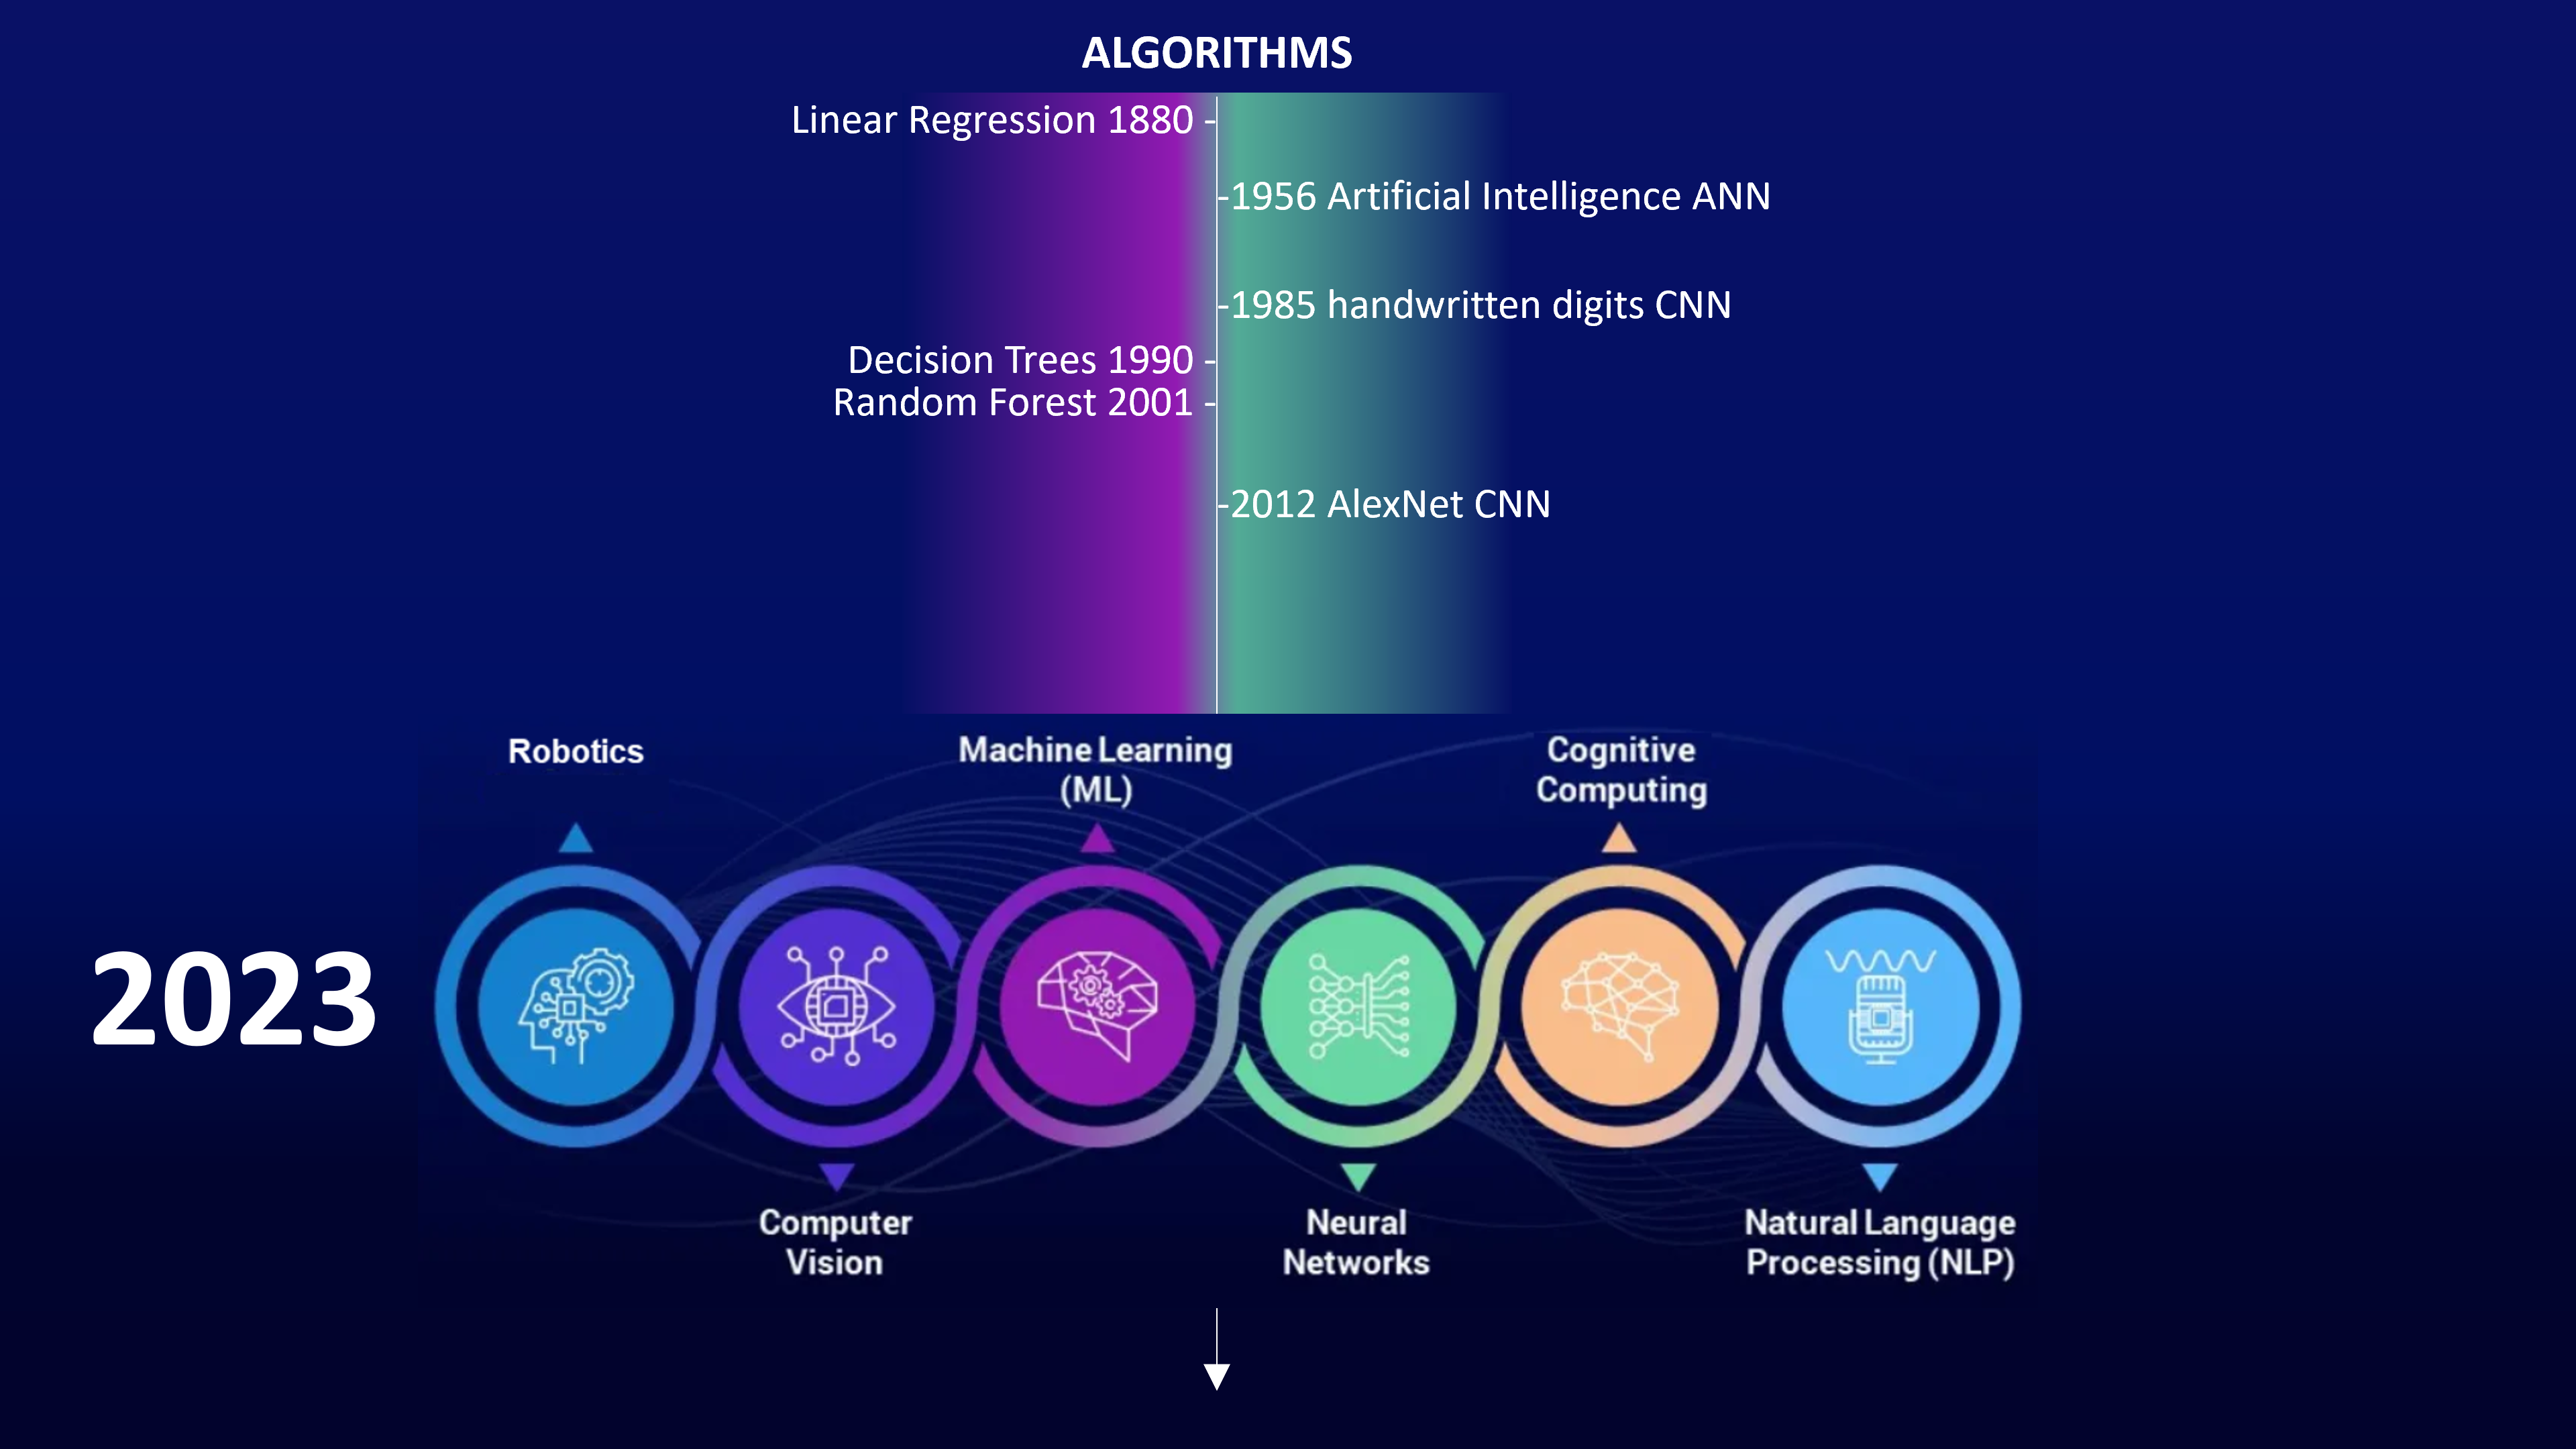 ALGORITHMS
Linear Regression 1880 -
-1956 Artificial Intelligence ANN
-1985 handwritten digits CNN
Decision Trees 1990 -
Random Forest 2001 -
-2012 AlexNet CNN
Robotics
Machine Learning
(ML)
Cognitive
Computing
2023
Computer
Vision
Neural
Networks
Natural Language
Processing (NLP)